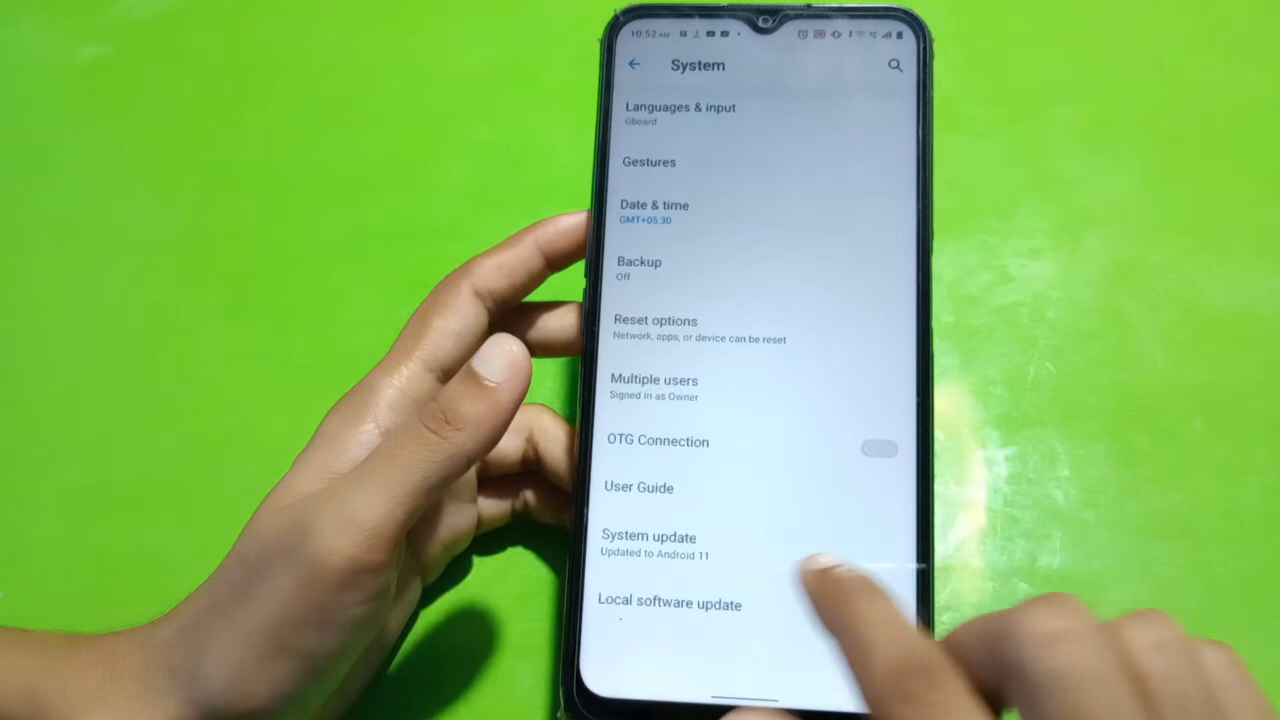 10:52 AM
System
Languages & input
Gboard
Gestures
Date & time
GMT+05:30
Backup
Off
Reset options
Network, apps, or device can be reset
Multiple users
Signed in as Owner
OTG Connection
User Guide
System update
Updated to Android 11
Local software update